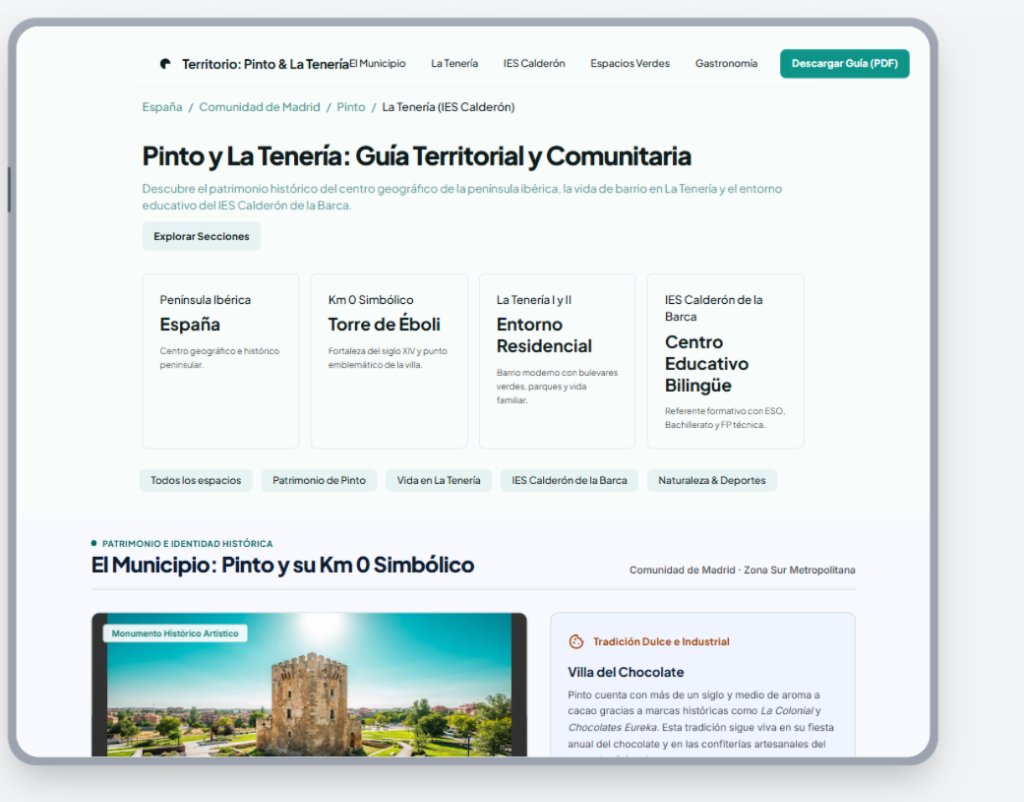 Territorio: Pinto & La Tenería
El Municipio
La Tenería
IES Calderón
Espacios Verdes
Gastronomía
Descargar Guía (PDF)
España / Comunidad de Madrid / Pinto / La Tenería (IES Calderón)
Pinto y La Tenería: Guía Territorial y Comunitaria
Descubre el patrimonio histórico del centro geográfico de la península ibérica, la vida de barrio en La Tenería y el entorno
educativo del IES Calderón de la Barca.
Explorar Secciones
Península Ibérica
España
Centro geográfico e histórico
peninsular.
Km 0 Simbólico
Torre de Éboli
Fortaleza del siglo XIV y punto
emblemático de la villa.
La Tenería I y II
Entorno
Residencial
Barrio moderno con bulevares
verdes, parques y vida
familiar.
IES Calderón de la
Barca
Centro
Educativo
Bilingüe
Referente formativo con ESO,
Bachillerato y FP técnica.
Todos los espacios
Patrimonio de Pinto
Vida en La Tenería
IES Calderón de la Barca
Naturaleza & Deportes
PATRIMONIO E IDENTIDAD HISTÓRICA
El Municipio: Pinto y su Km 0 Simbólico
Comunidad de Madrid · Zona Sur Metropolitana
Monumento Histórico Artístico
Tradición Dulce e Industrial
Villa del Chocolate
Pinto cuenta con más de un siglo y medio de aroma a
cacao gracias a marcas históricas como La Colonial y
Chocolates Eureka. Esta tradición sigue viva en su fiesta
anual del chocolate y en las confiterías artesanales del